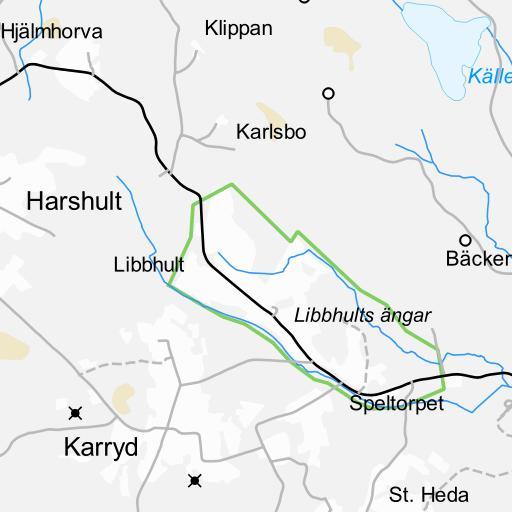 Hjälmhorva
Klippan
Källe
Karlsbo
Harshult
Libbhult
Bäcker
Libbhults ängar
Speltorpet
Karryd
St. Heda